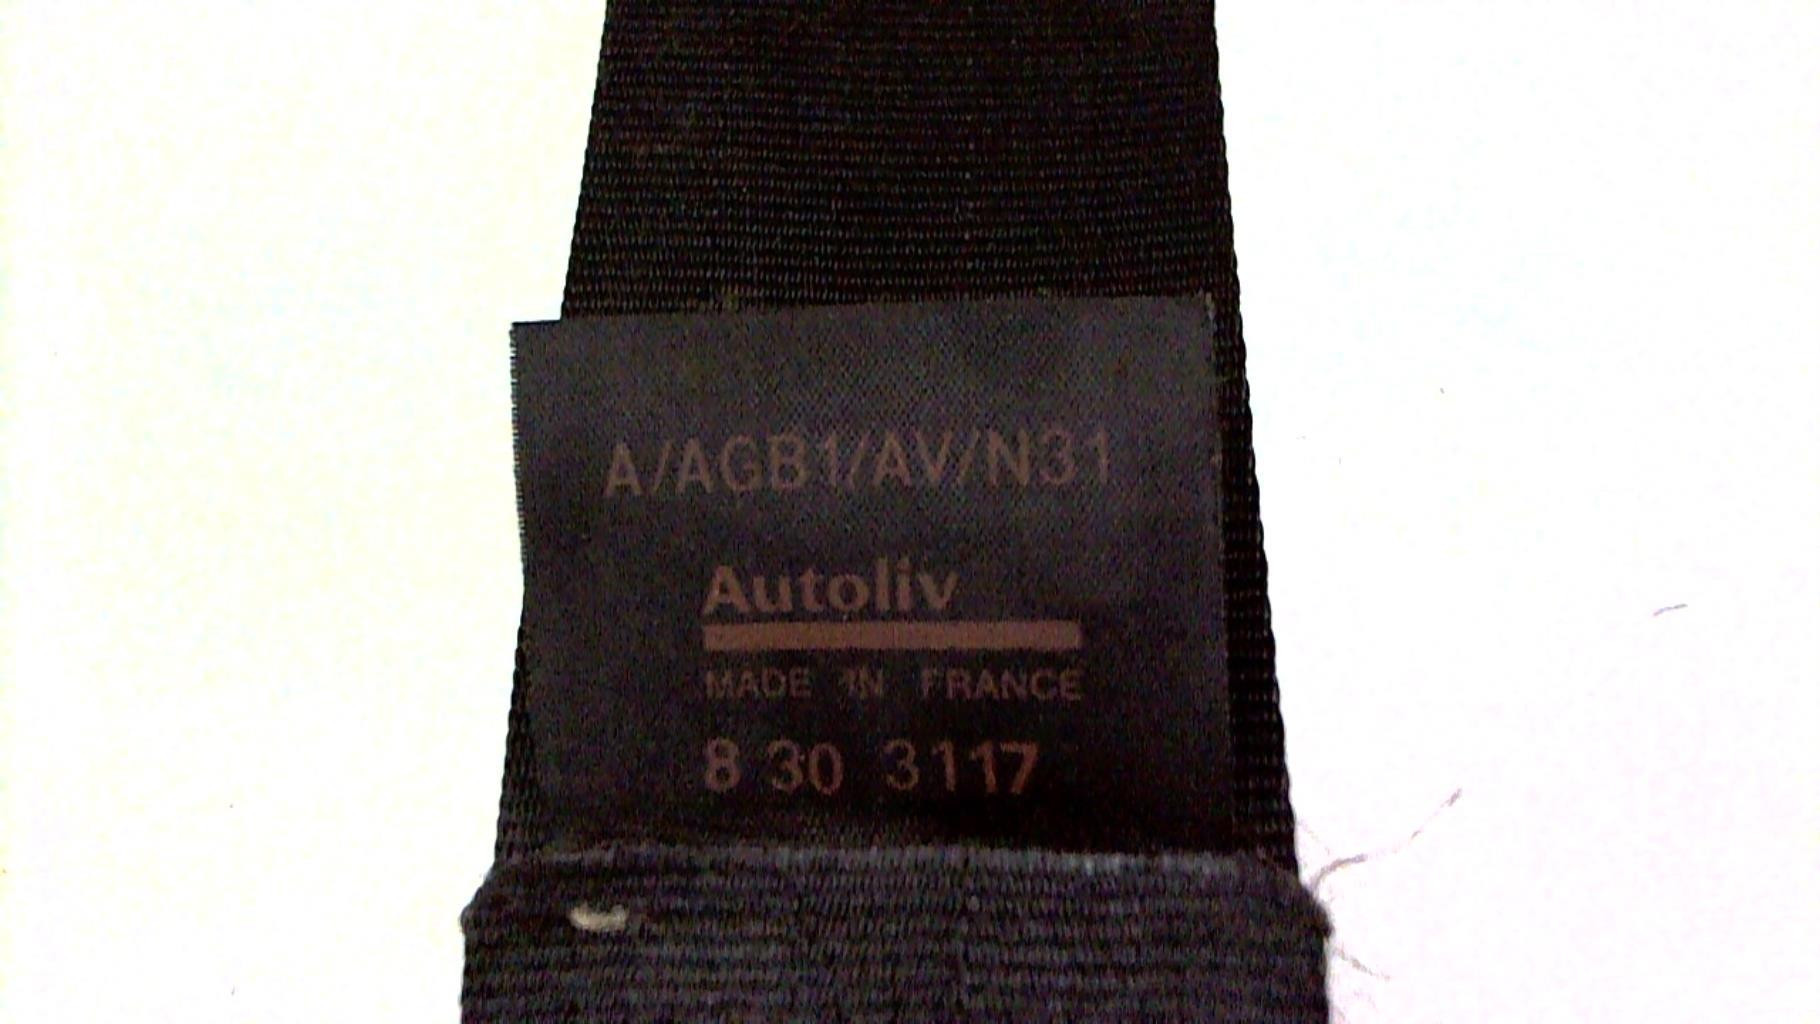 A/AGB1/AV/N31
Autoliv
MADE IN FRANCE
8 30 3117